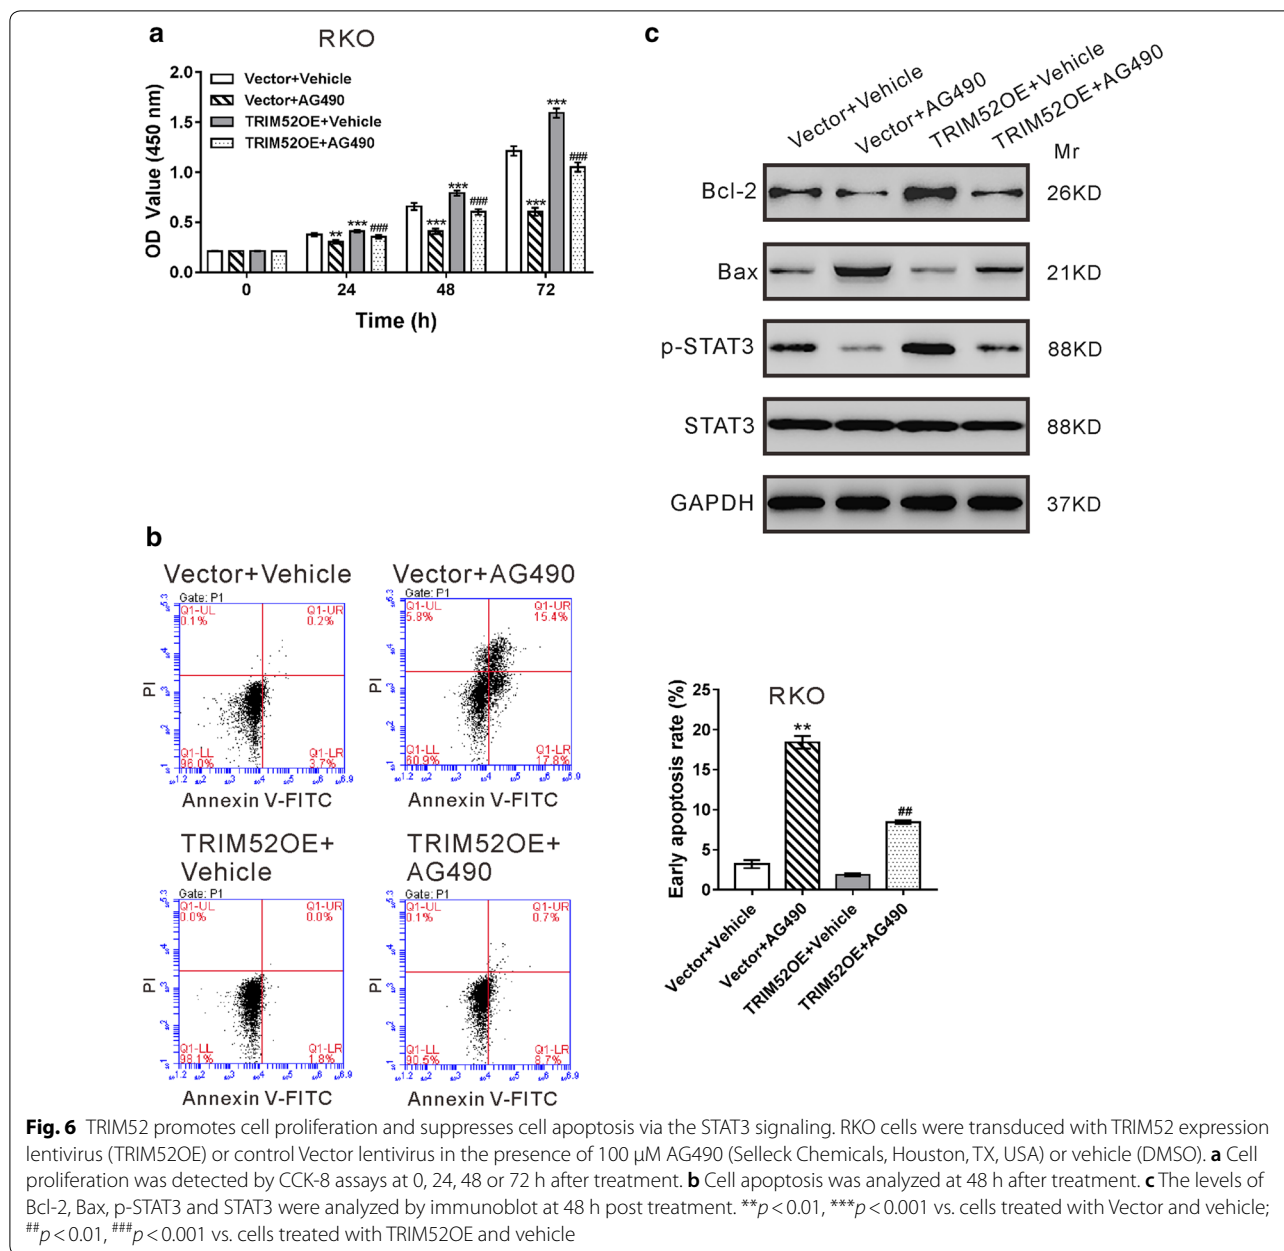 a
RKO
2.0
1.5
1.0
0.5
0.0
OD Value (450 nm)
Vector+Vehicle
Vector+AG490
TRIM52OE+Vehicle
TRIM52OE+AG490
** *** ###
*** *** ###
*** *** ###
0 24 48 72
Time (h)
c
Vector+Vehicle
Vector+AG490
TRIM52OE+Vehicle
TRIM52OE+AG490
Mr
Bcl-2 26KD
Bax 21KD
p-STAT3 88KD
STAT3 88KD
GAPDH 37KD
b
Vector+Vehicle
Gate: P1
Q1-UL Q1-UR
0.1% 0.2%
Q1-LL Q1-LR
96.0% 3.7%
PI
Annexin V-FITC
Vector+AG490
Gate: P1
Q1-UL Q1-UR
5.8% 15.4%
Q1-LL Q1-LR
60.9% 17.8%
PI
Annexin V-FITC
TRIM52OE+
Vehicle
Gate: P1
Q1-UL Q1-UR
0.0% 0.0%
Q1-LL Q1-LR
98.1% 1.8%
PI
Annexin V-FITC
TRIM52OE+
AG490
Gate: P1
Q1-UL Q1-UR
0.1% 0.7%
Q1-LL Q1-LR
90.5% 8.7%
PI
Annexin V-FITC
RKO
Early apoptosis rate (%)
25
20
15
10
5
0
**
##
Vector+Vehicle
Vector+AG490
TRIM52OE+Vehicle
TRIM52OE+AG490
Fig. 6 TRIM52 promotes cell proliferation and suppresses cell apoptosis via the STAT3 signaling. RKO cells were transduced with TRIM52 expression
lentivirus (TRIM52OE) or control Vector lentivirus in the presence of 100 µM AG490 (Selleck Chemicals, Houston, TX, USA) or vehicle (DMSO). a Cell
proliferation was detected by CCK-8 assays at 0, 24, 48 or 72 h after treatment. b Cell apoptosis was analyzed at 48 h after treatment. c The levels of
Bcl-2, Bax, p-STAT3 and STAT3 were analyzed by immunoblot at 48 h post treatment. **p < 0.01, ***p < 0.001 vs. cells treated with Vector and vehicle;
##p < 0.01, ###p < 0.001 vs. cells treated with TRIM52OE and vehicle